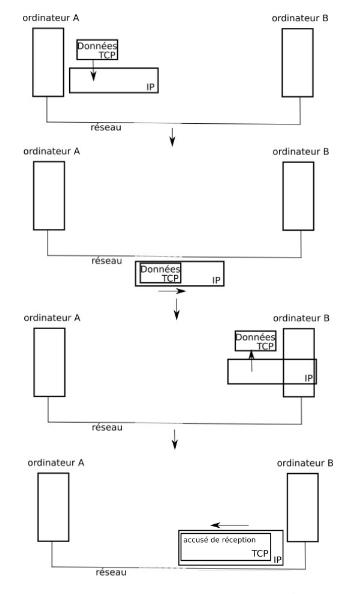 ordinateur A
ordinateur B
Données
TCP
IP
réseau
ordinateur A
ordinateur B
réseau
Données
TCP
IP
ordinateur A
ordinateur B
Données
TCP
IP
réseau
ordinateur A
ordinateur B
accusé de réception
TCP
IP
réseau